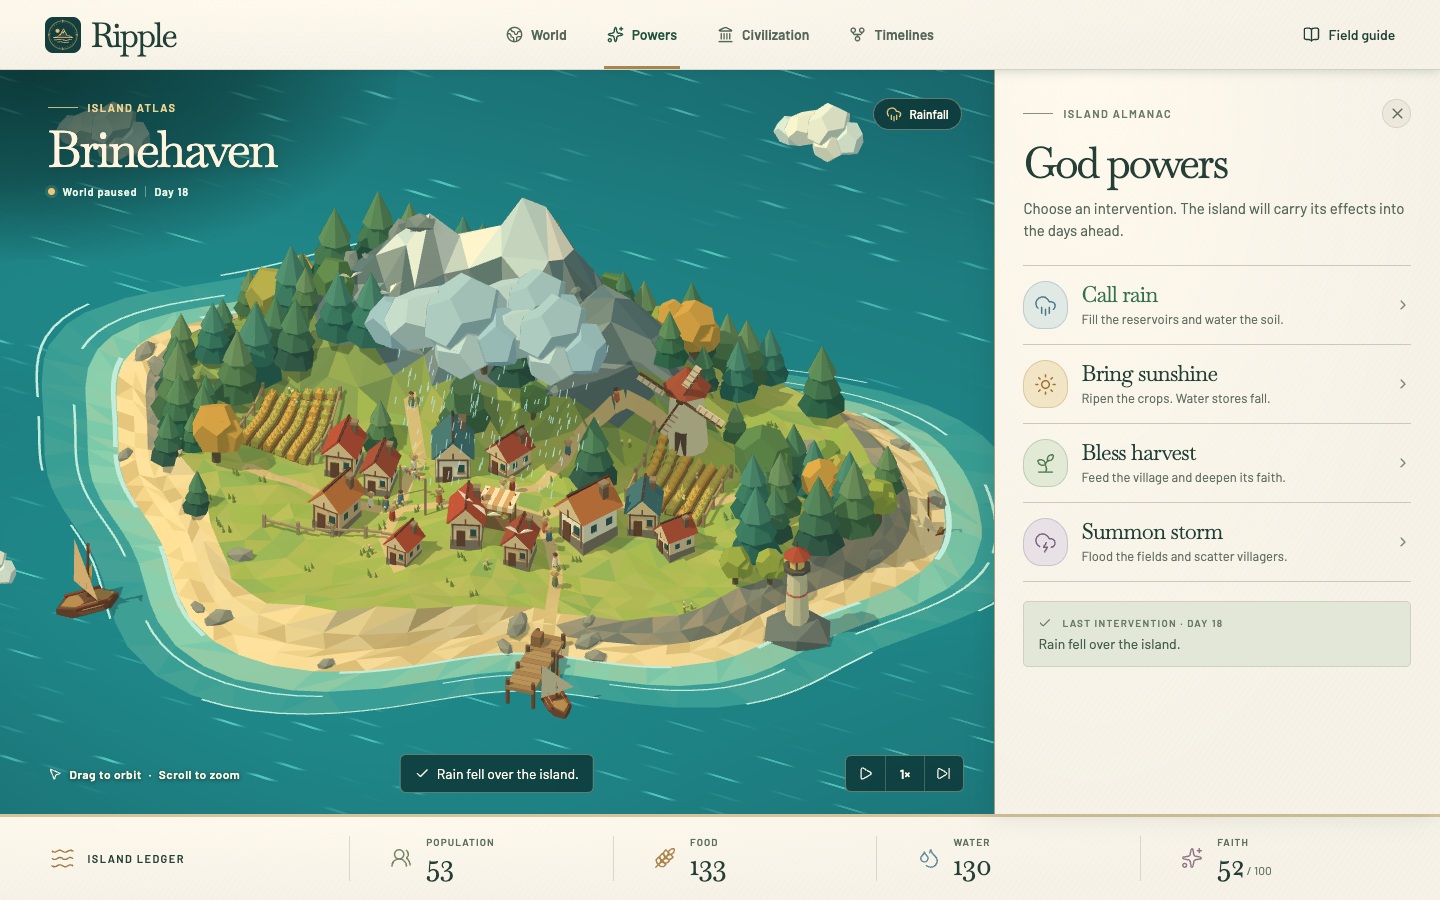 Ripple
World
Powers
Civilization
Timelines
Field guide
ISLAND ATLAS
Brinehaven
World paused | Day 18
Rainfall
Drag to orbit · Scroll to zoom
Rain fell over the island.
1×
ISLAND ALMANAC
God powers
Choose an intervention. The island will carry its effects into
the days ahead.
Call rain
Fill the reservoirs and water the soil.
Bring sunshine
Ripen the crops. Water stores fall.
Bless harvest
Feed the village and deepen its faith.
Summon storm
Flood the fields and scatter villagers.
LAST INTERVENTION · DAY 18
Rain fell over the island.
ISLAND LEDGER
POPULATION
53
FOOD
133
WATER
130
FAITH
52 / 100